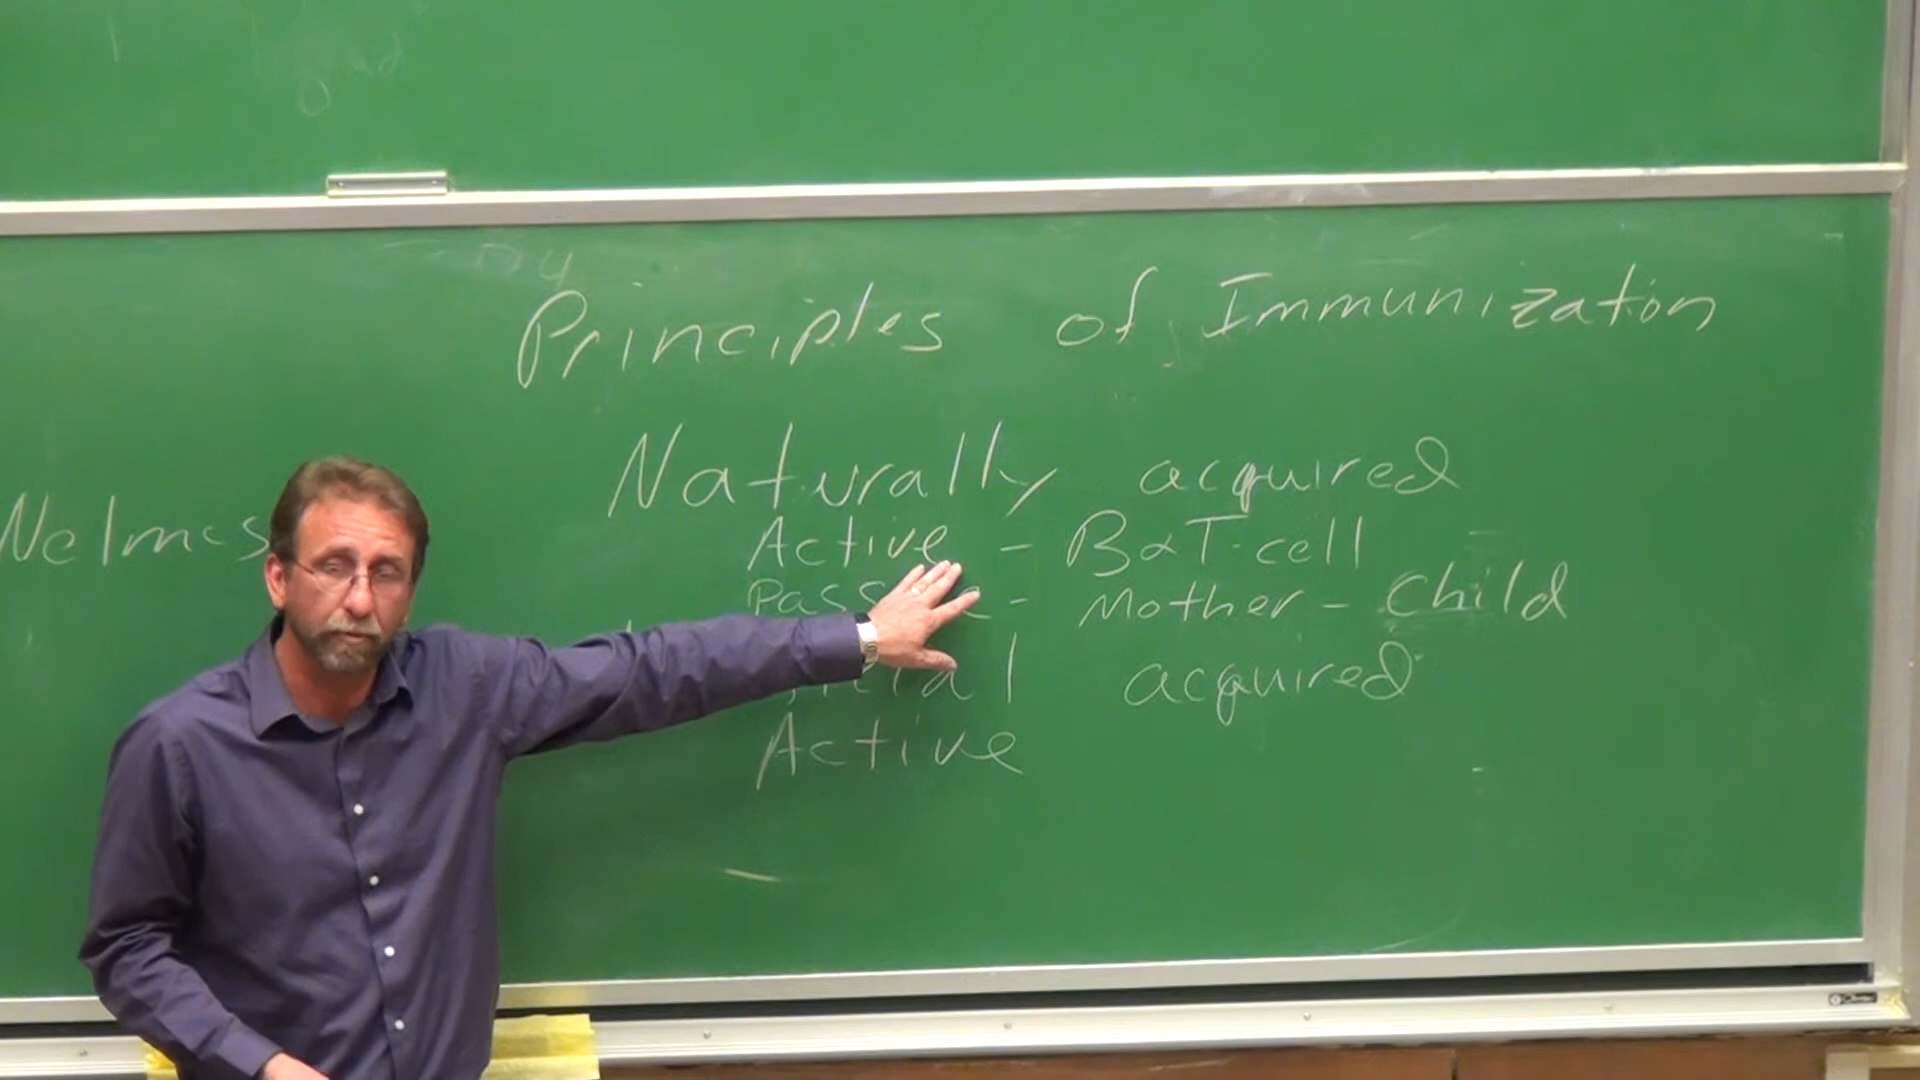 Principles of Immunization
Naturally acquired
Active - B & T-cell
- Mother - Child
acquired
Active
Nelmes